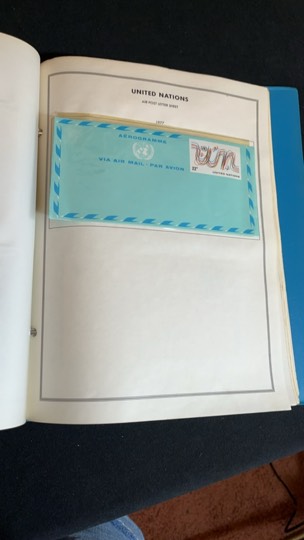 UNITED NATIONS
AIR POST LETTER SHEET
1977
AEROGRAMME
VIA AIR MAIL · PAR AVION
un
22c
UNITED NATIONS